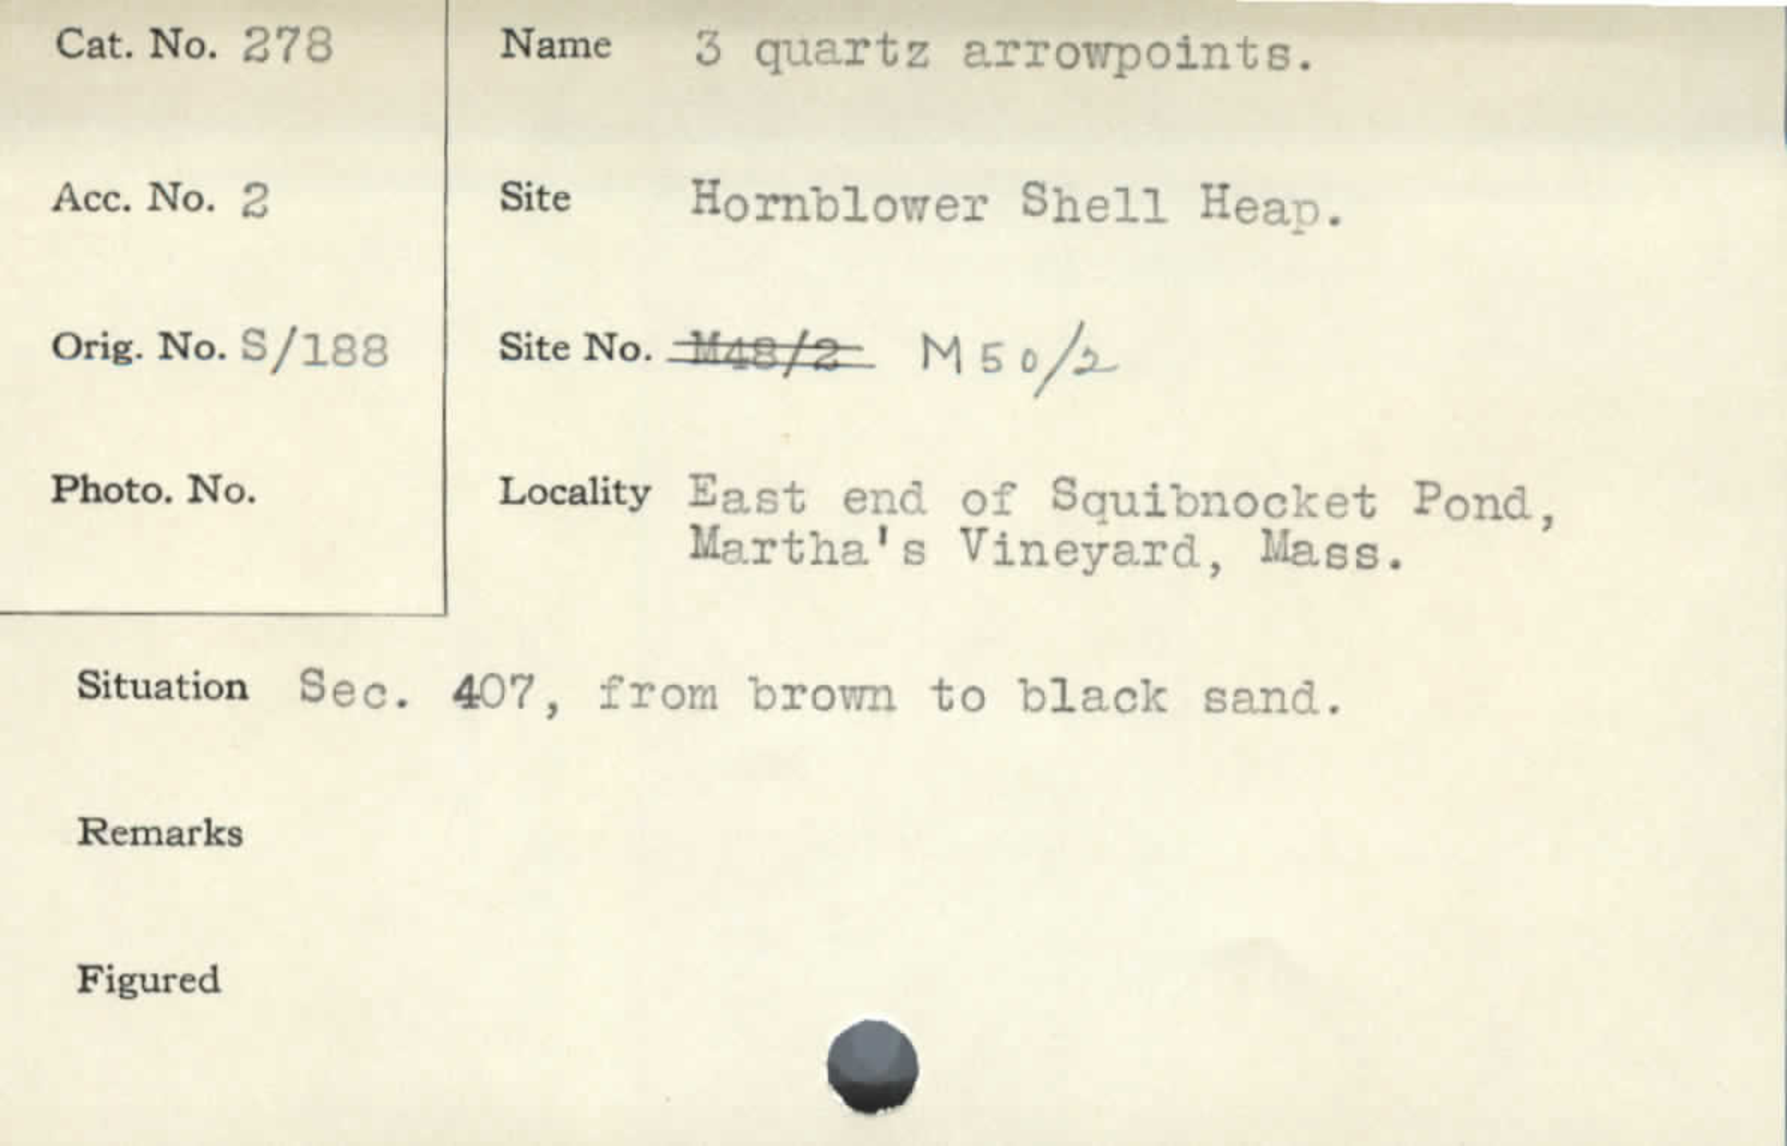 Cat. No. 278
Name 3 quartz arrowpoints.
Acc. No. 2
Site Hornblower Shell Heap.
Orig. No. S/188
Site No. M48/2 M50/2
Photo. No.
Locality East end of Squibnocket Pond,
Martha's Vineyard, Mass.
Situation Sec. 407, from brown to black sand.
Remarks
Figured